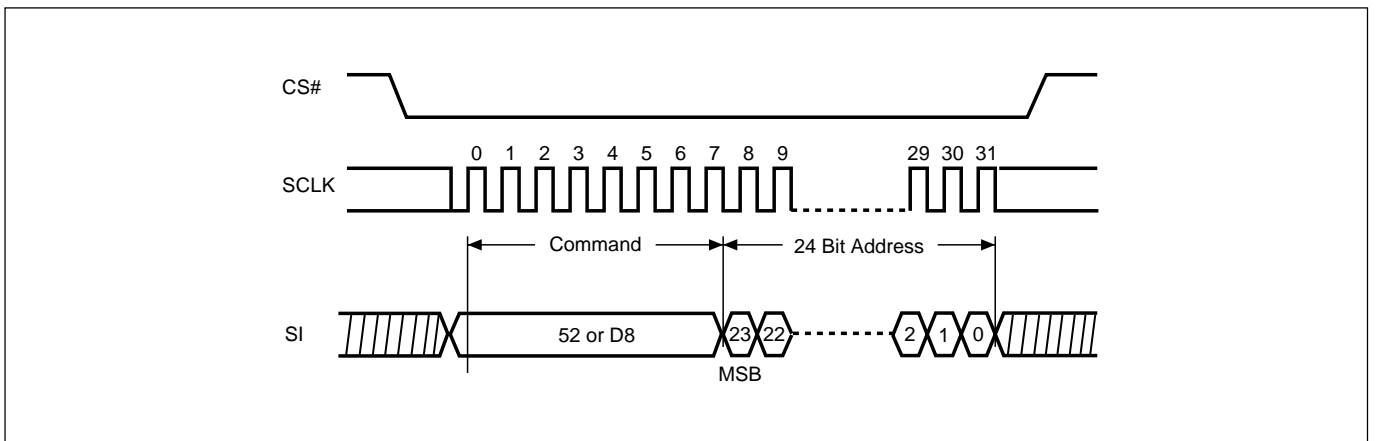 CS#
0 1 2 3 4 5 6 7 8 9 29 30 31
SCLK
Command 24 Bit Address
SI 52 or D8 23 22 2 1 0
MSB